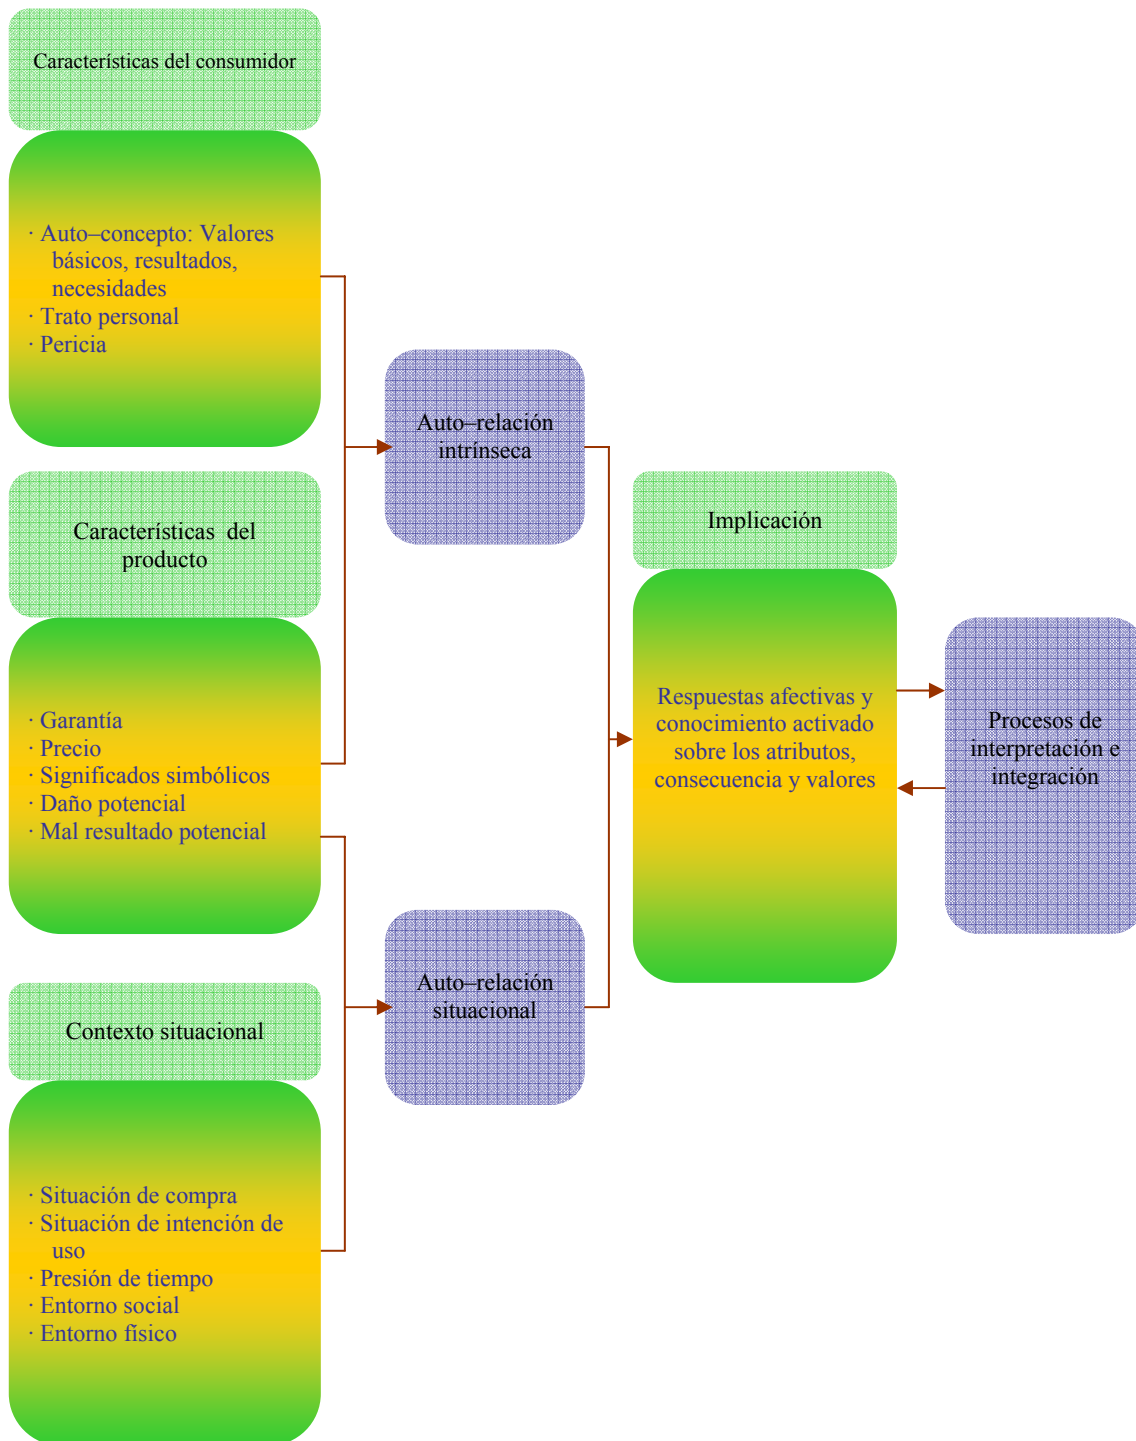 Características del consumidor
· Auto–concepto: Valores
básicos, resultados,
necesidades
· Trato personal
· Pericia
Auto–relación
intrínseca
Características  del
producto
· Garantía
· Precio
· Significados simbólicos
· Daño potencial
· Mal resultado potencial
Implicación
Respuestas afectivas y
conocimiento activado
sobre los atributos,
consecuencia y valores
Procesos de
interpretación e
integración
Auto–relación
situacional
Contexto situacional
· Situación de compra
· Situación de intención de
uso
· Presión de tiempo
· Entorno social
· Entorno físico